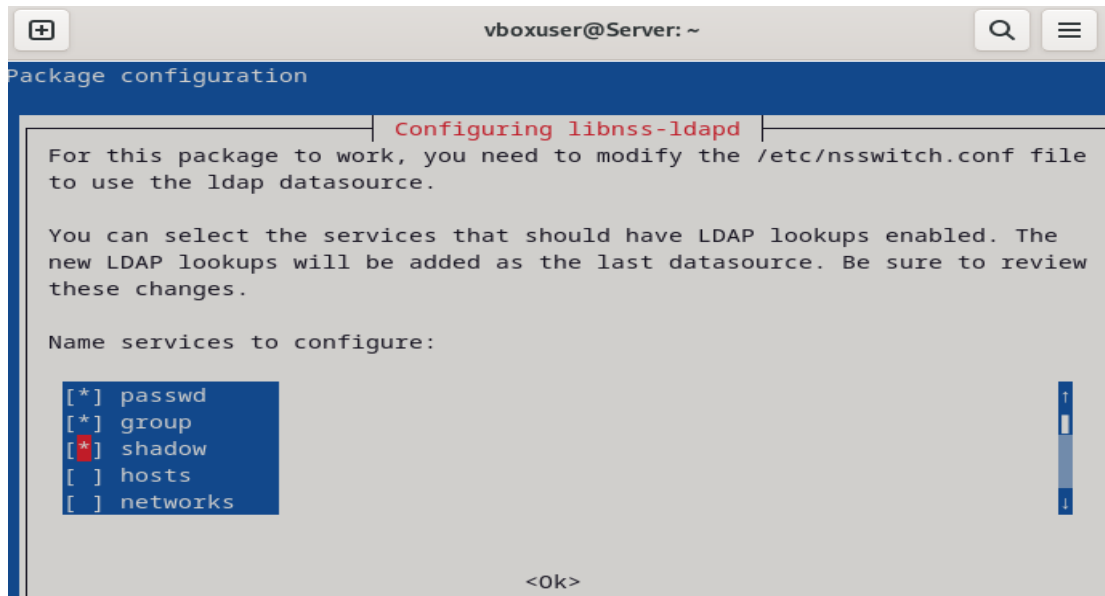 vboxuser@Server: ~
Package configuration
Configuring libnss-ldapd
For this package to work, you need to modify the /etc/nsswitch.conf file
to use the ldap datasource.
You can select the services that should have LDAP lookups enabled. The
new LDAP lookups will be added as the last datasource. Be sure to review
these changes.
Name services to configure:
[*] passwd
[*] group
[*] shadow
[ ] hosts
[ ] networks
<Ok>